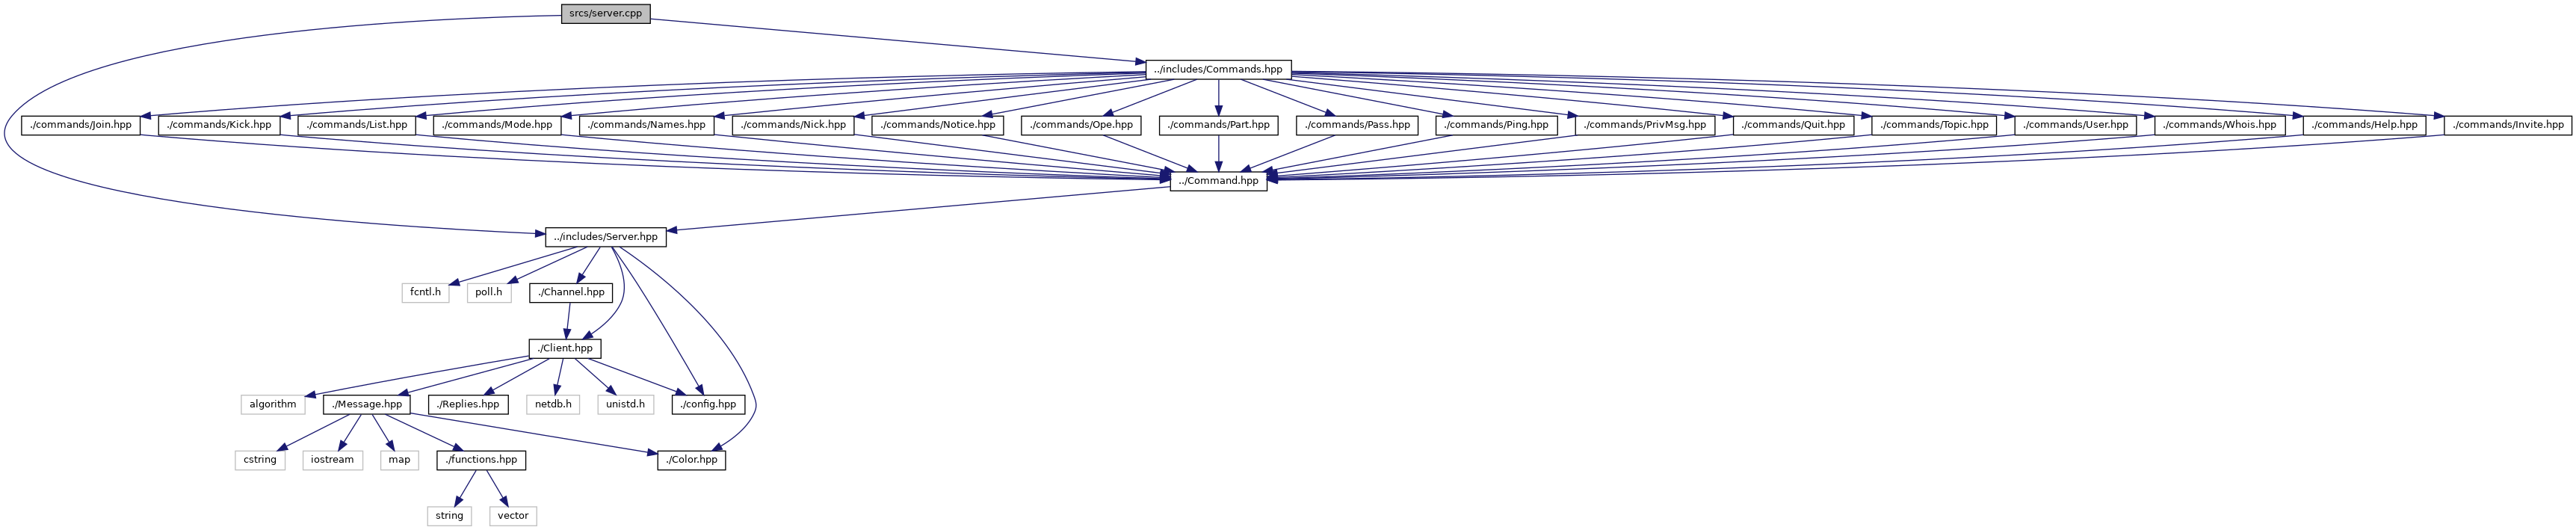 srcs/server.cpp
../includes/Commands.hpp
./commands/Join.hpp
./commands/Kick.hpp
./commands/List.hpp
./commands/Mode.hpp
./commands/Names.hpp
./commands/Nick.hpp
./commands/Notice.hpp
./commands/Ope.hpp
./commands/Part.hpp
./commands/Pass.hpp
./commands/Ping.hpp
./commands/PrivMsg.hpp
./commands/Quit.hpp
./commands/Topic.hpp
./commands/User.hpp
./commands/Whois.hpp
./commands/Help.hpp
./commands/Invite.hpp
../Command.hpp
../includes/Server.hpp
fcntl.h
poll.h
./Channel.hpp
./Client.hpp
algorithm
./Message.hpp
./Replies.hpp
netdb.h
unistd.h
./config.hpp
cstring
iostream
map
./functions.hpp
./Color.hpp
string
vector